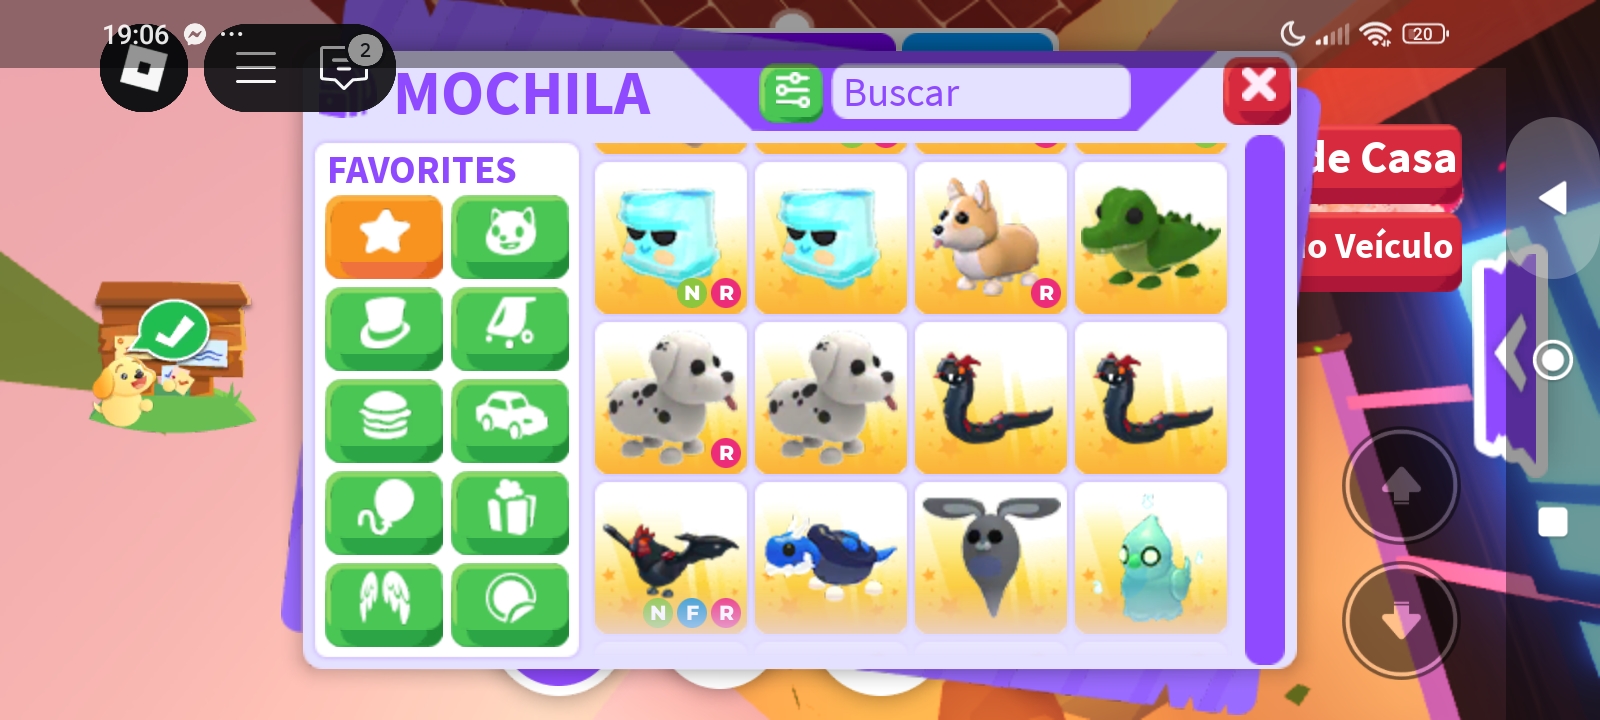 19:06
2
20
MOCHILA
Buscar
FAVORITES
de Casa
o Veículo
N R
R
R
N F R